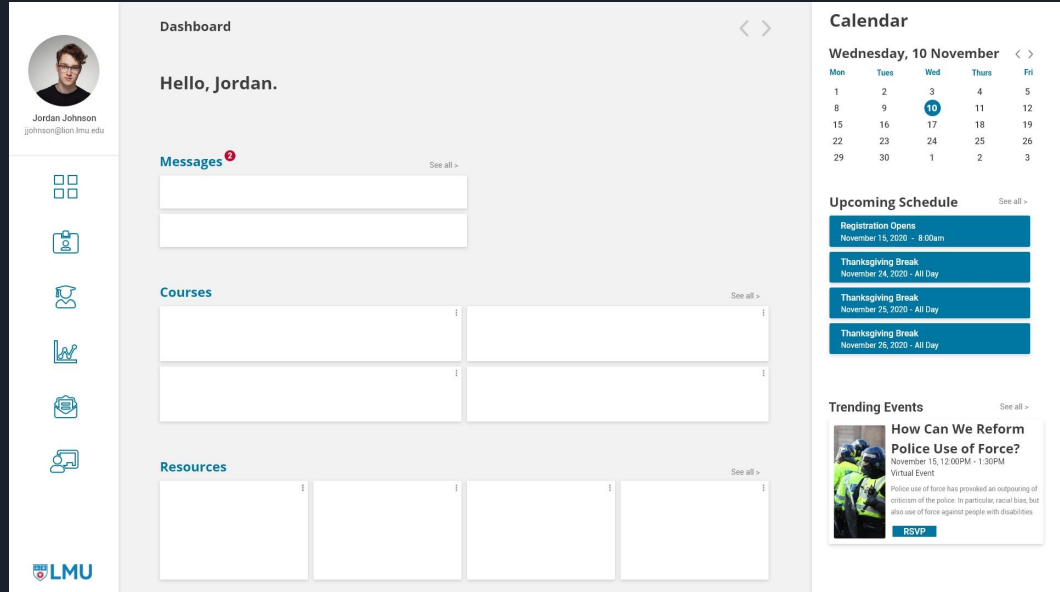 Jordan Johnson
jjohnson@lion.lmu.edu
LMU
Dashboard
Hello, Jordan.
Messages 2
See all >
Courses
See all >
Resources
See all >
Calendar
Wednesday, 10 November
Mon Tues Wed Thurs Fri
1 2 3 4 5
8 9 10 11 12
15 16 17 18 19
22 23 24 25 26
29 30 1 2 3
Upcoming Schedule See all >
Registration Opens
November 15, 2020 - 8:00am
Thanksgiving Break
November 24, 2020 - All Day
Thanksgiving Break
November 25, 2020 - All Day
Thanksgiving Break
November 26, 2020 - All Day
Trending Events See all >
How Can We Reform
Police Use of Force?
November 15, 12:00PM - 1:30PM
Virtual Event
Police use of force has provoked an outpouring of
criticism of the police. In particular, racial bias, but
also use of force against people with disabilities
RSVP